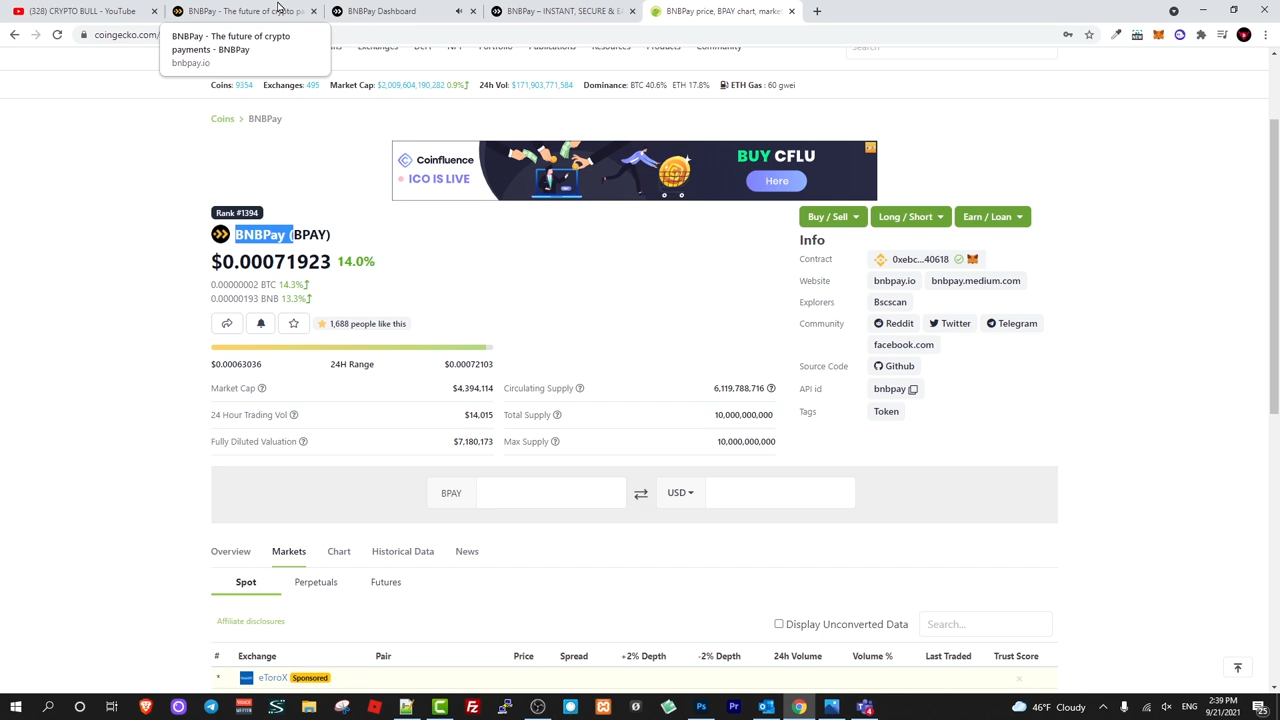 (328) CRYPTO BULL - YouTube
BNBPay - The future of crypto pa
BNBPay Dashboard
BNBPay – INSTANT, SECURE & E
BNBPay price, BPAY chart, market
coingecko.com/
BNBPay - The future of crypto
payments - BNBPay
bnbpay.io
Publications
Resources
Products
Community
Search
Coins: 9354 Exchanges: 495 Market Cap: $2,009,604,190,282 0.9% 24h Vol: $171,903,771,584 Dominance: BTC 40.6% ETH 17.8% ETH Gas : 60 gwei
Coins > BNBPay
Coinfluence
ICO IS LIVE
BUY CFLU
Here
Rank #1394
BNBPay (BPAY)
$0.00071923 14.0%
0.00000002 BTC 14.3%
0.00000193 BNB 13.3%
1,688 people like this
$0.00063036 24H Range $0.00072103
Market Cap $4,394,114
24 Hour Trading Vol $14,015
Fully Diluted Valuation $7,180,173
Circulating Supply 6,119,788,716
Total Supply 10,000,000,000
Max Supply 10,000,000,000
Buy / Sell Long / Short Earn / Loan
Info
Contract 0xebc...40618
Website bnbpay.io bnbpay.medium.com
Explorers Bscscan
Community Reddit Twitter Telegram
facebook.com
Source Code Github
API id bnbpay
Tags Token
BPAY USD
Overview Markets Chart Historical Data News
Spot Perpetuals Futures
Affiliate disclosures
Display Unconverted Data Search...
# Exchange Pair Price Spread +2% Depth -2% Depth 24h Volume Volume % Last Traded Trust Score
* eToroX Sponsored
46°F Cloudy
2:39 PM
9/21/2021